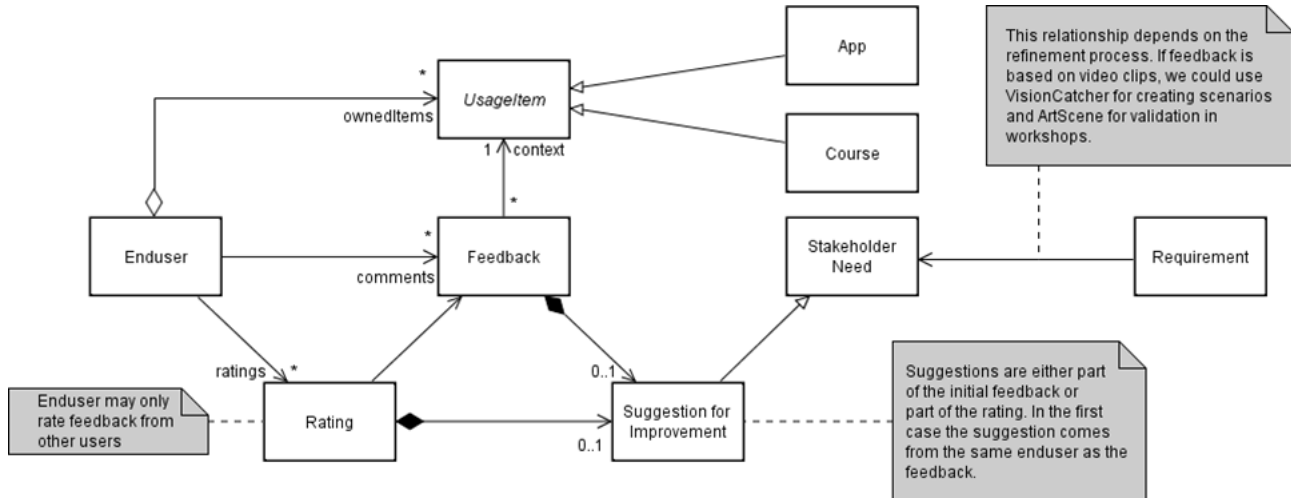 App
This relationship depends on the
refinement process. If feedback is
based on video clips, we could use
VisionCatcher for creating scenarios
and ArtScene for validation in
workshops.
*
UsageItem
ownedItems
1 context
Course
*
Enduser
*
comments
Feedback
Stakeholder
Need
Requirement
ratings *
0..1
Enduser may only
rate feedback from
other users
Rating
0..1
Suggestion for
Improvement
Suggestions are either part
of the initial feedback or
part of the rating. In the first
case the suggestion comes
from the same enduser as the
feedback.